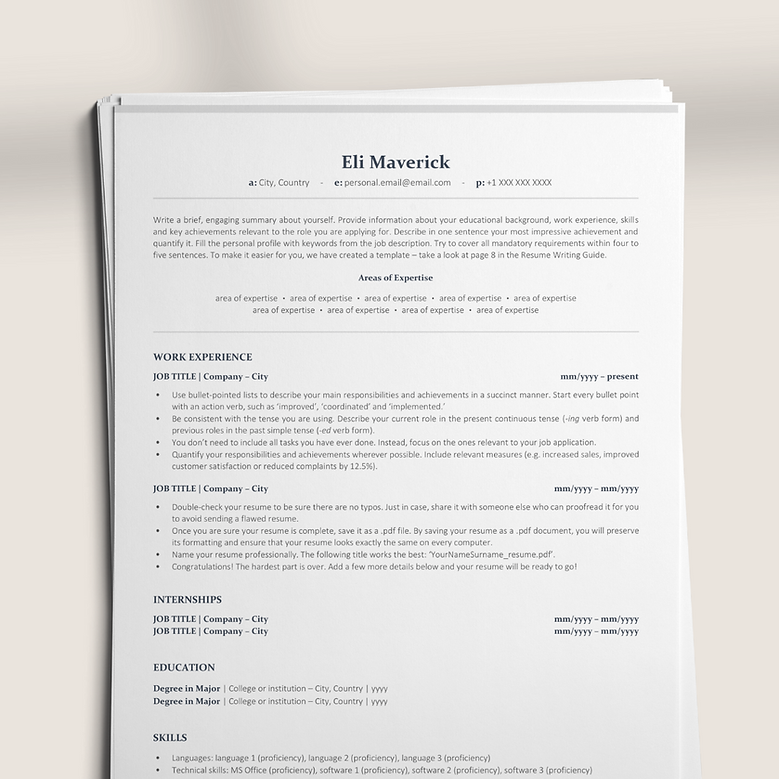 Eli Maverick
a: City, Country - e: personal.email@email.com - p: +1 XXX XXX XXXX
Write a brief, engaging summary about yourself. Provide information about your educational background, work experience, skills
and key achievements relevant to the role you are applying for. Describe in one sentence your most impressive achievement and
quantify it. Fill the personal profile with keywords from the job description. Try to cover all mandatory requirements within four to
five sentences. To make it easier for you, we have created a template – take a look at page 8 in the Resume Writing Guide.
Areas of Expertise
area of expertise • area of expertise • area of expertise • area of expertise • area of expertise
area of expertise • area of expertise • area of expertise • area of expertise
WORK EXPERIENCE
JOB TITLE | Company – City mm/yyyy – present
• Use bullet-pointed lists to describe your main responsibilities and achievements in a succinct manner. Start every bullet point
with an action verb, such as ‘improved’, ‘coordinated’ and ‘implemented.’
• Be consistent with the tense you are using. Describe your current role in the present continuous tense (-ing verb form) and
previous roles in the past simple tense (-ed verb form).
• You don’t need to include all tasks you have ever done. Instead, focus on the ones relevant to your job application.
• Quantify your responsibilities and achievements wherever possible. Include relevant measures (e.g. increased sales, improved
customer satisfaction or reduced complaints by 12.5%).
JOB TITLE | Company – City mm/yyyy – mm/yyyy
• Double-check your resume to be sure there are no typos. Just in case, share it with someone else who can proofread it for you
to avoid sending a flawed resume.
• Once you are sure your resume is complete, save it as a .pdf file. By saving your resume as a .pdf document, you will preserve
its formatting and ensure that your resume looks exactly the same on every computer.
• Name your resume professionally. The following title works the best: ‘YourNameSurname_resume.pdf’.
• Congratulations! The hardest part is over. Add a few more details below and your resume will be ready to go!
INTERNSHIPS
JOB TITLE | Company – City mm/yyyy – mm/yyyy
JOB TITLE | Company – City mm/yyyy – mm/yyyy
EDUCATION
Degree in Major | College or institution – City, Country | yyyy
Degree in Major | College or institution – City, Country | yyyy
SKILLS
• Languages: language 1 (proficiency), language 2 (proficiency), language 3 (proficiency)
• Technical skills: MS Office (proficiency), software 1 (proficiency), software 2 (proficiency), software 3 (proficiency)